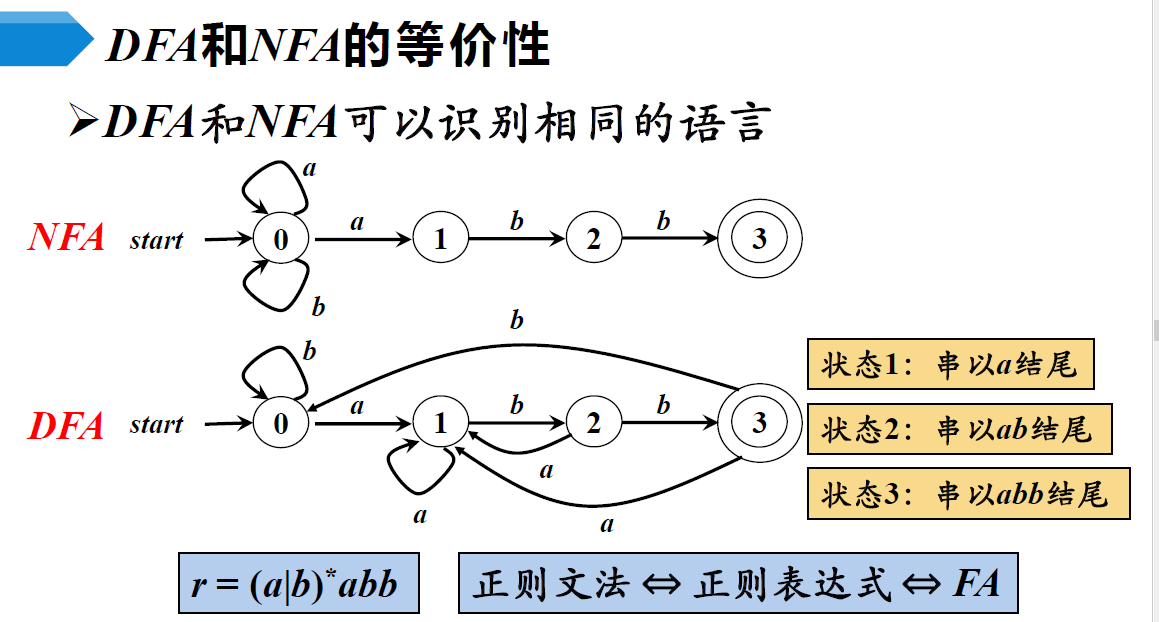 DFA和NFA的等价性
➢DFA和NFA可以识别相同的语言
a
NFA start 0 a 1 b 2 b 3
b
b
b
DFA start 0 a 1 b 2 b 3
a
a
a
状态1：串以a结尾
状态2：串以ab结尾
状态3：串以abb结尾
r = (a|b)*abb
正则文法 ⇔ 正则表达式 ⇔ FA